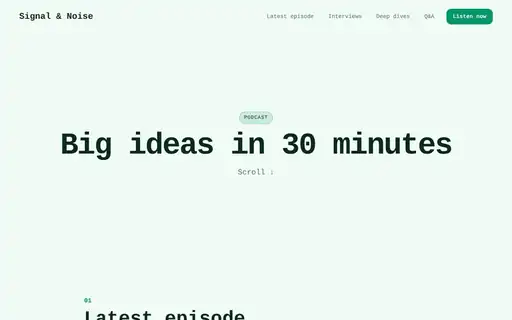 Signal & Noise
Latest episode
Interviews
Deep dives
Q&A
Listen now
PODCAST
Big ideas in 30 minutes
Scroll ↓
01
Latest episode